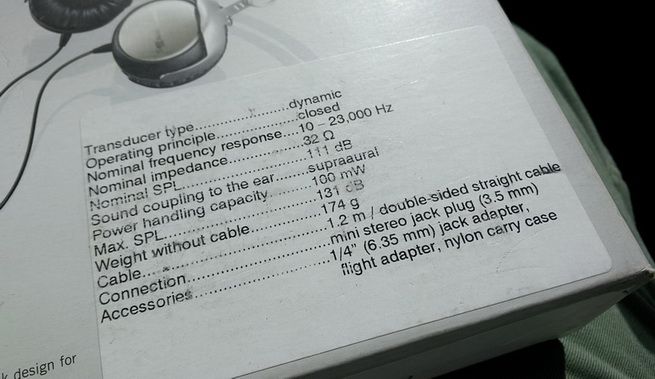 Transducer type......................dynamic
Operating principle.................closed
Nominal frequency response....10 – 23,000 Hz
Nominal impedance................32 Ω
Nominal SPL.........................111 dB
Sound coupling to the ear.......supraaural
Power handling capacity..........100 mW
Max. SPL...............................131 dB
Weight without cable..............174 g
Cable.....................................1.2 m / double-sided straight cable
Connection............................mini stereo jack plug (3.5 mm)
Accessories...........................1/4" (6.35 mm) jack adapter,
flight adapter, nylon carry case
k design for